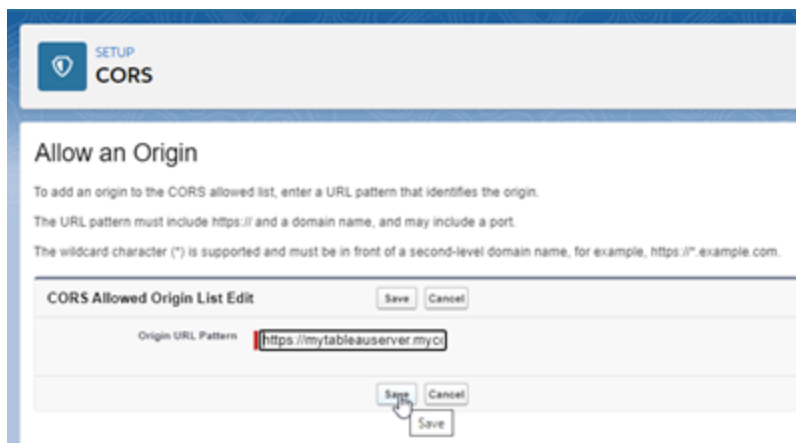 SETUP
CORS
Allow an Origin
To add an origin to the CORS allowed list, enter a URL pattern that identifies the origin.
The URL pattern must include https:// and a domain name, and may include a port.
The wildcard character (*) is supported and must be in front of a second-level domain name, for example, https://*.example.com.
CORS Allowed Origin List Edit Save Cancel
Origin URL Pattern https://mytableauserver.myco
Save Cancel
Save